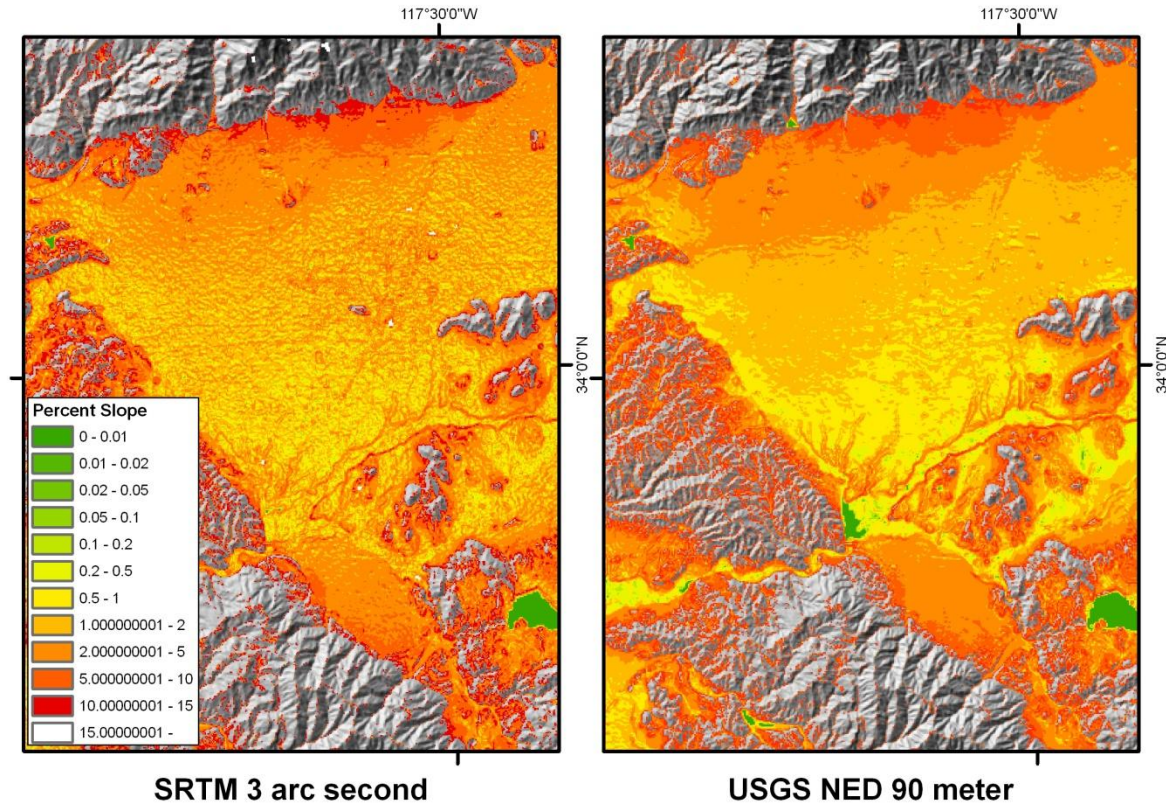 117°30'0"W
117°30'0"W
34°0'0"N
34°0'0"N
Percent Slope
0 - 0.01
0.01 - 0.02
0.02 - 0.05
0.05 - 0.1
0.1 - 0.2
0.2 - 0.5
0.5 - 1
1.000000001 - 2
2.000000001 - 5
5.000000001 - 10
10.00000001 - 15
15.00000001 -
SRTM 3 arc second
USGS NED 90 meter